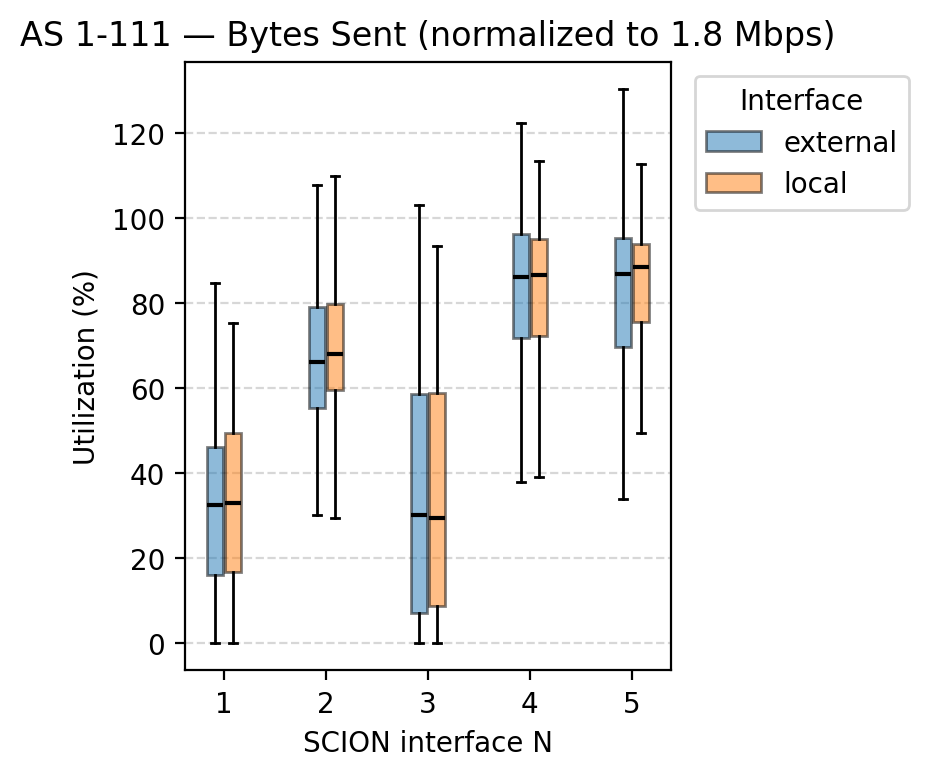 AS 1-111 — Bytes Sent (normalized to 1.8 Mbps)
Interface
external
local
Utilization (%)
120
100
80
60
40
20
0
1 2 3 4 5
SCION interface N